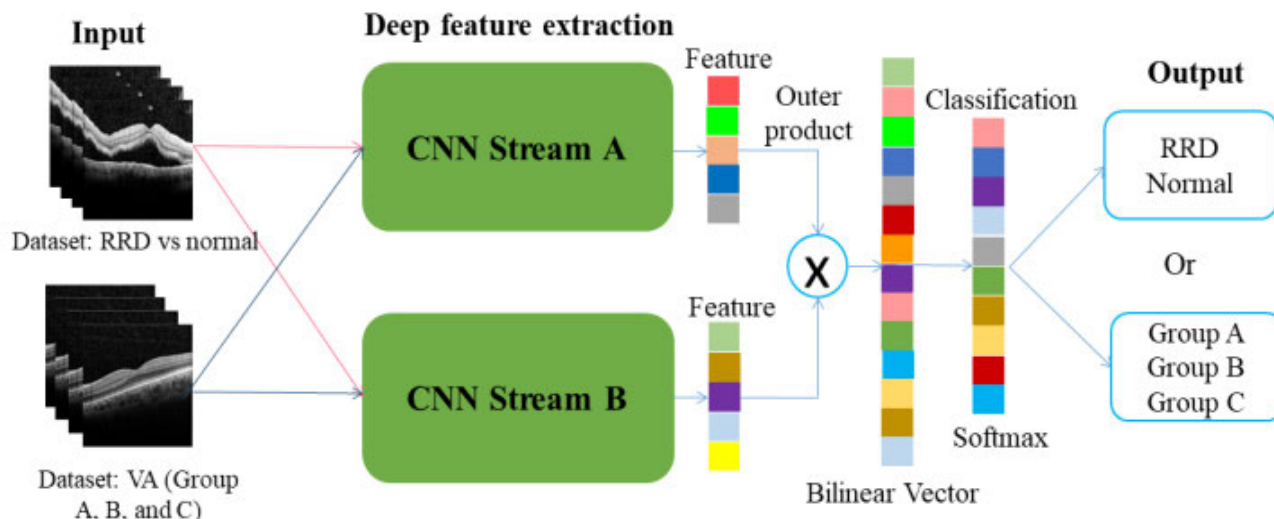 Input
Deep feature extraction
Feature
Outer
product
Classification
Output
CNN Stream A
RRD
Normal
Dataset: RRD vs normal
X
Or
Feature
CNN Stream B
Group A
Group B
Group C
Softmax
Dataset: VA (Group
A, B, and C)
Bilinear Vector